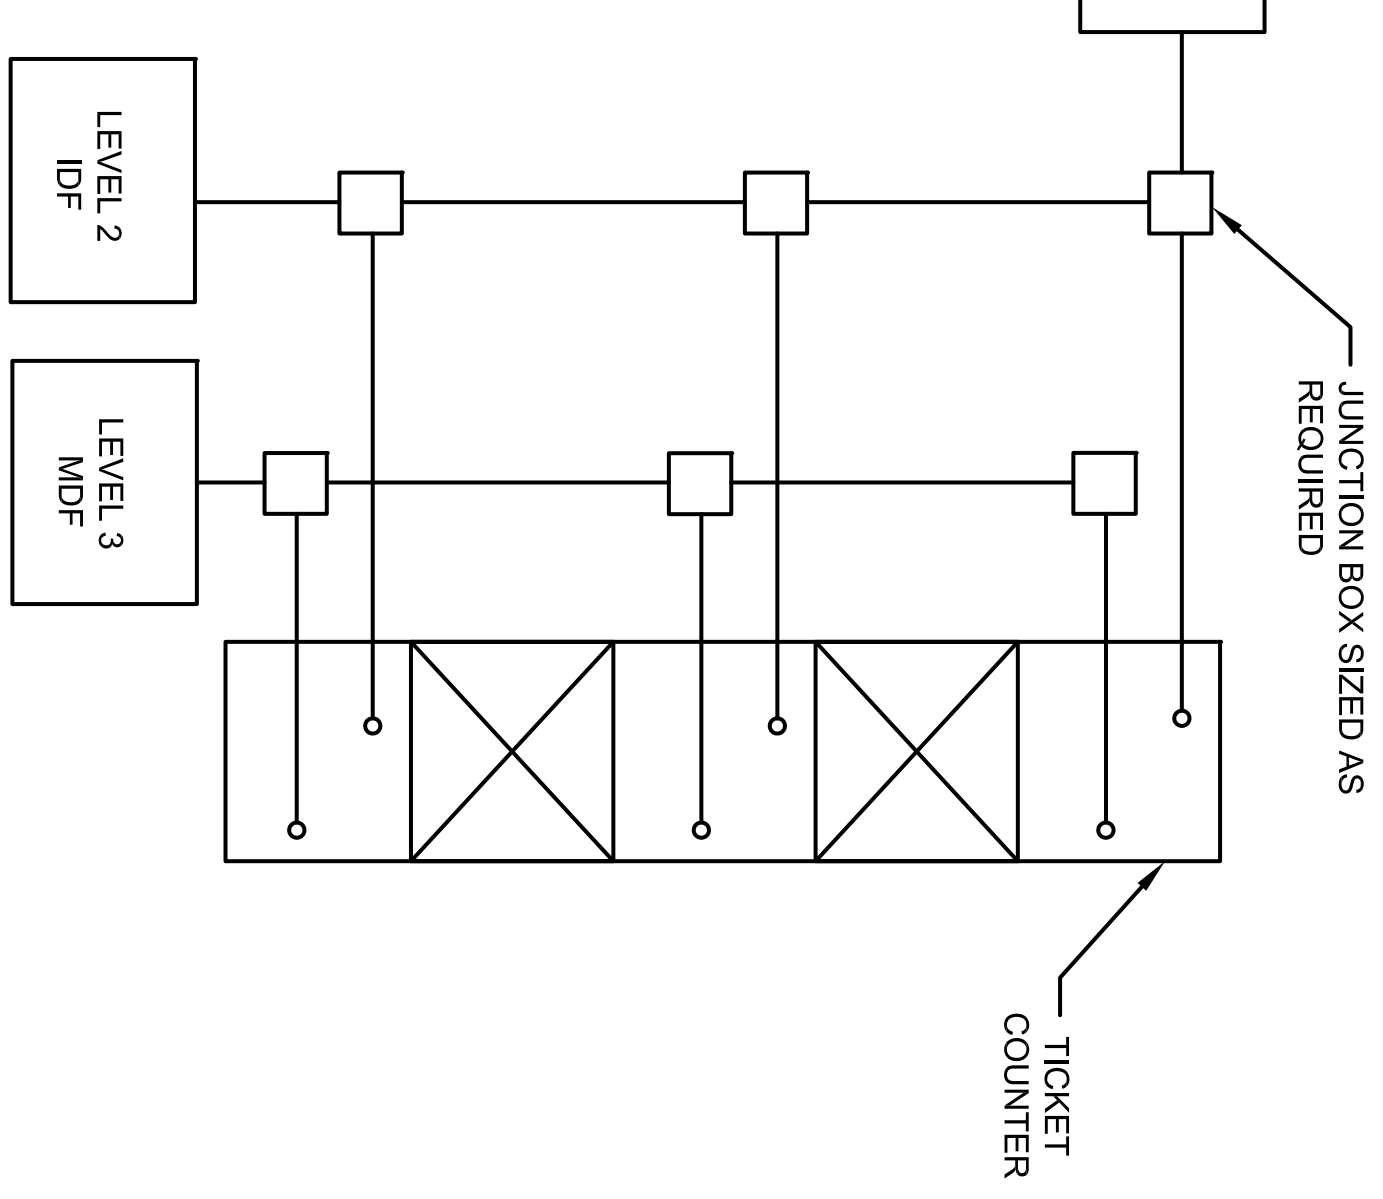 JUNCTION BOX SIZED AS
REQUIRED
LEVEL 2
IDF
LEVEL 3
MDF
TICKET
COUNTER